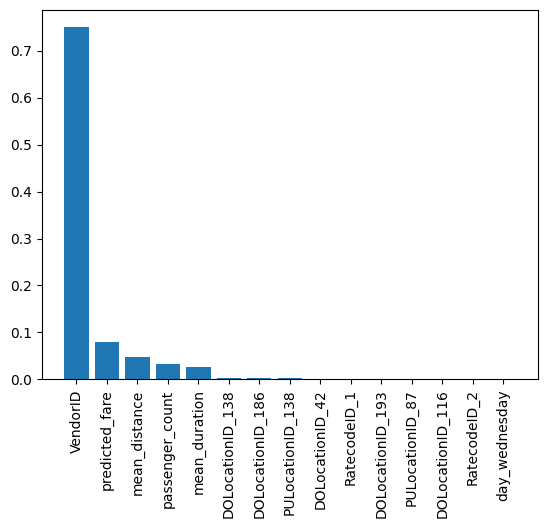 0.7
0.6
0.5
0.4
0.3
0.2
0.1
0.0
VendorID
predicted_fare
mean_distance
passenger_count
mean_duration
DOLocationID_138
DOLocationID_186
PULocationID_138
DOLocationID_42
RatecodeID_1
DOLocationID_193
PULocationID_87
DOLocationID_116
RatecodeID_2
day_wednesday